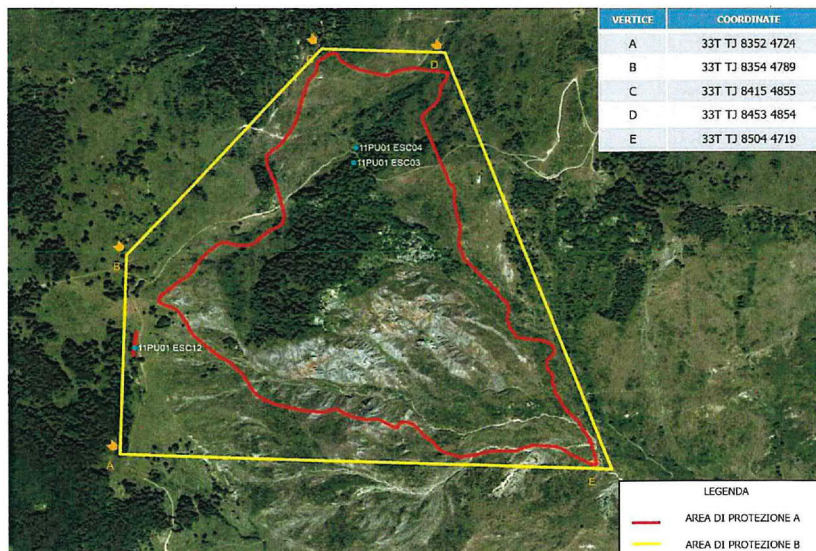 VERTICE COORDINATE
A 33T TJ 8352 4724
B 33T TJ 8354 4789
C 33T TJ 8415 4855
D 33T TJ 8453 4854
E 33T TJ 8504 4719
D
11PU01 ESC04
11PU01 ESC03
B
11PU01 ESC12
A
E
LEGENDA
AREA DI PROTEZIONE A
AREA DI PROTEZIONE B